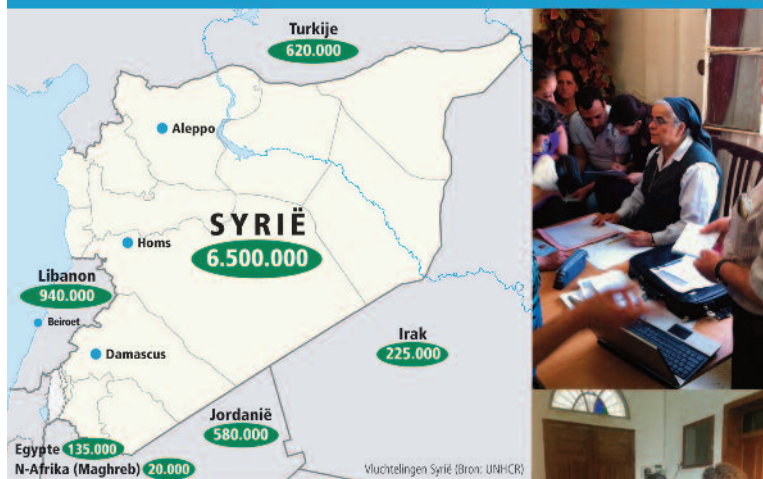 Turkije
620.000
Aleppo
SYRIË
6.500.000
Homs
Libanon
940.000
Beiroet
Irak
225.000
Damascus
Jordanië
580.000
Egypte 135.000
N-Afrika (Maghreb) 20.000
Vluchtelingen Syrië (Bron: UNHCR)